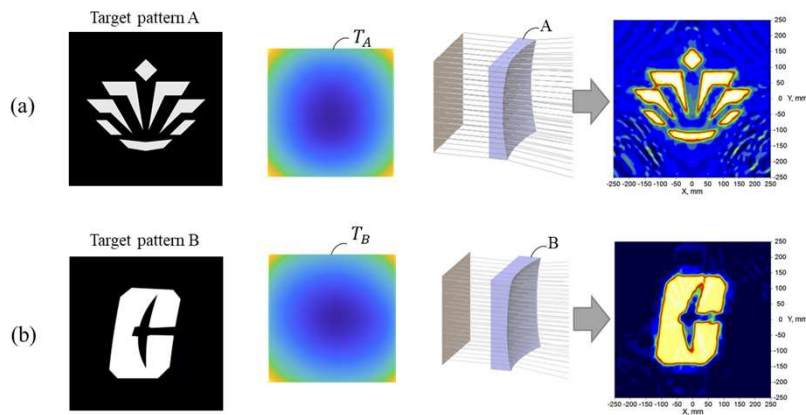 Target pattern A
T_A
A
(a)
250
200
150
100
50
0 Y, mm
-50
-100
-150
-200
-250
-250 -200 -150 -100 -50 0 50 100 150 200 250
X, mm
Target pattern B
T_B
B
(b)
250
200
150
100
50
0 Y, mm
-50
-100
-150
-200
-250
-250 -200 -150 -100 -50 0 50 100 150 200 250
X, mm